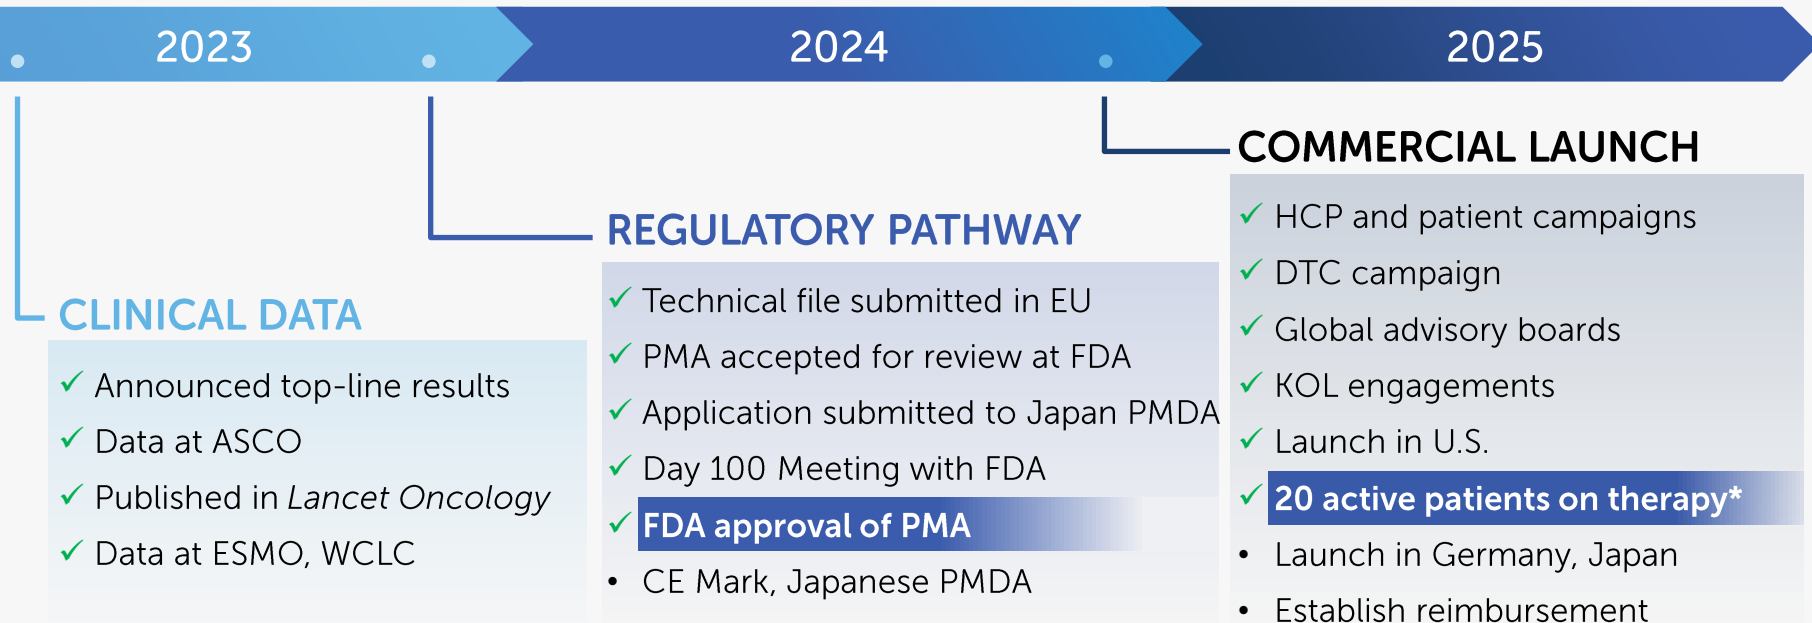 2023
2024
2025
CLINICAL DATA
✓ Announced top-line results
✓ Data at ASCO
✓ Published in Lancet Oncology
✓ Data at ESMO, WCLC
REGULATORY PATHWAY
✓ Technical file submitted in EU
✓ PMA accepted for review at FDA
✓ Application submitted to Japan PMDA
✓ Day 100 Meeting with FDA
✓ FDA approval of PMA
• CE Mark, Japanese PMDA
COMMERCIAL LAUNCH
✓ HCP and patient campaigns
✓ DTC campaign
✓ Global advisory boards
✓ KOL engagements
✓ Launch in U.S.
✓ 20 active patients on therapy*
• Launch in Germany, Japan
• Establish reimbursement